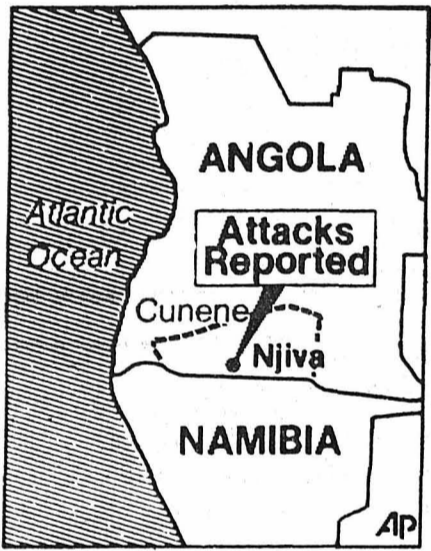 ANGOLA
Atlantic
Ocean
Attacks
Reported
Cunene
Njiva
NAMIBIA
AP